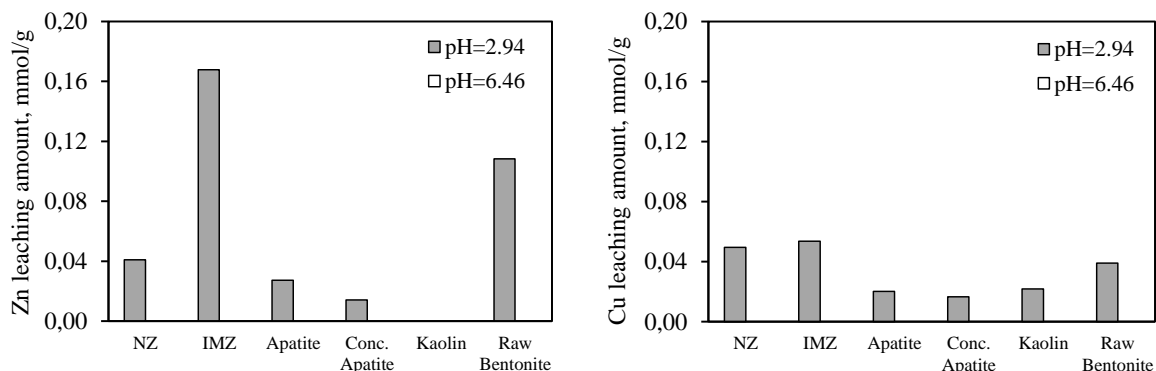 Zn leaching amount, mmol/g
0,20
0,16
0,12
0,08
0,04
0,00
pH=2.94
pH=6.46
NZ
IMZ
Apatite
Conc.
Apatite
Kaolin
Raw
Bentonite
Cu leaching amount, mmol/g
0,20
0,16
0,12
0,08
0,04
0,00
pH=2.94
pH=6.46
NZ
IMZ
Apatite
Conc.
Apatite
Kaolin
Raw
Bentonite